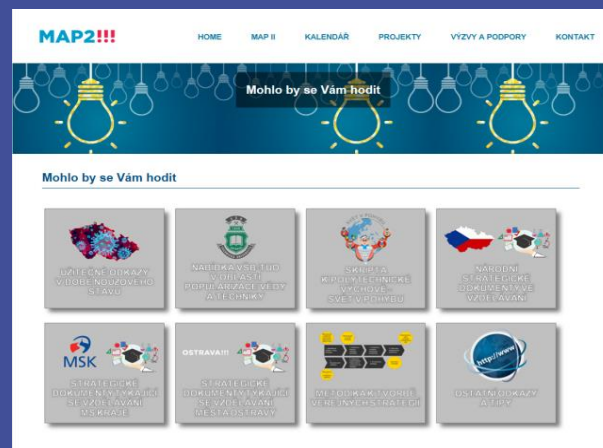 MAP2!!!
HOME MAP II KALENDÁŘ PROJEKTY VÝZVY A PODPORY KONTAKT
Mohlo by se Vám hodit
Mohlo by se Vám hodit
UŽITEČNÉ ODKAZY
V DOBĚ NOUZOVÉHO
STAVU
NABÍDKA VŠB-TUO
V OBLASTI
POPULARIZACE VĚDY
A TECHNIKY
SVĚT V POHYBU
SKRIPTA
K POLYTECHNICKÉ
VÝCHOVĚ
SVĚT V POHYBU
NÁRODNÍ
STRATEGICKÉ
DOKUMENTY VE
VZDĚLÁVÁNÍ
MSK
STRATEGICKÉ
DOKUMENTY TÝKAJÍCÍ
SE VZDĚLÁVÁNÍ
MS KRAJE
OSTRAVA!!!
STRATEGICKÉ
DOKUMENTY TÝKAJÍCÍ
SE VZDĚLÁVÁNÍ
MĚSTA OSTRAVY
METODIKA K TVORBĚ
VEŘEJNÝCH STRATEGIÍ
http://www
OSTATNÍ ODKAZY
A TIPY